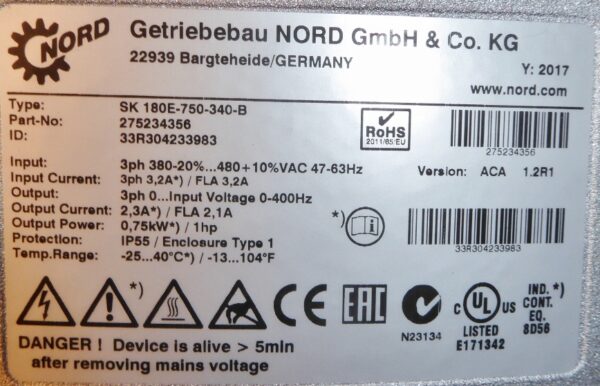 NORD
Getriebebau NORD GmbH & Co. KG
22939 Bargteheide/GERMANY
Y: 2017
www.nord.com
Type: SK 180E-750-340-B
Part-No: 275234356
ID: 33R304233983
RoHS
2011/65/EU
275234356
Input: 3ph 380-20%...480+10%VAC 47-63Hz
Input Current: 3ph 3,2A*) / FLA 3,2A
Output: 3ph 0...Input Voltage 0-400Hz
Output Current: 2,3A*) / FLA 2,1A
Output Power: 0,75kW*) / 1hp
Protection: IP55 / Enclosure Type 1
Temp.Range: -25...40°C*) / -13...104°F
Version: ACA 1.2R1
*)
33R304233983
*)
CE
EAC
N23134
C UL US
LISTED
E171342
IND. *)
CONT.
EQ.
8D56
DANGER ! Device is alive > 5min
after removing mains voltage